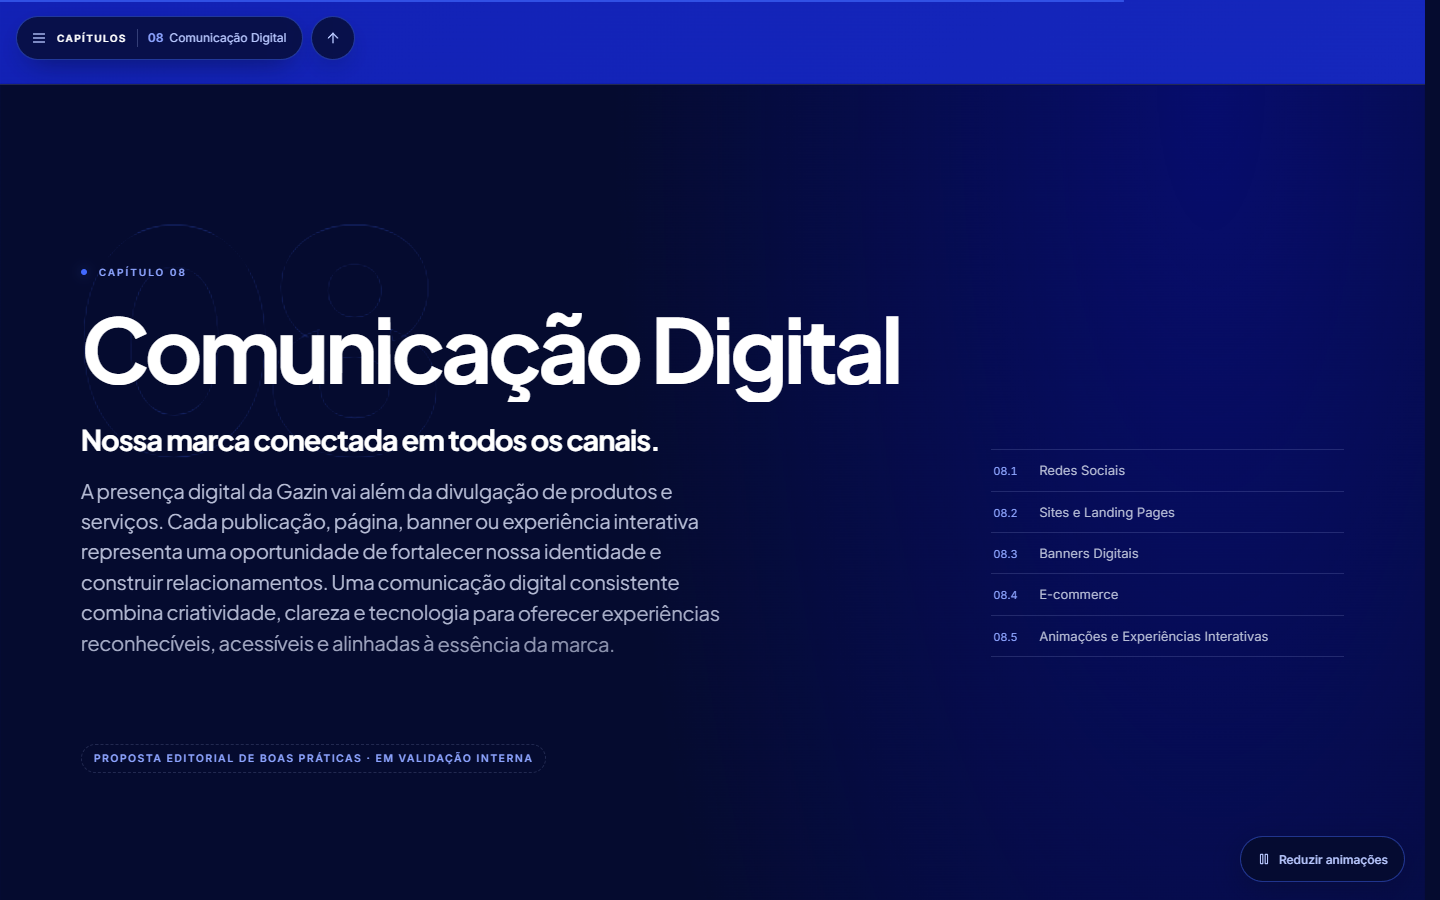 CAPÍTULOS
08 Comunicação Digital
08
CAPÍTULO 08
Comunicação Digital
Nossa marca conectada em todos os canais.
A presença digital da Gazin vai além da divulgação de produtos e
serviços. Cada publicação, página, banner ou experiência interativa
representa uma oportunidade de fortalecer nossa identidade e
construir relacionamentos. Uma comunicação digital consistente
combina criatividade, clareza e tecnologia para oferecer experiências
reconhecíveis, acessíveis e alinhadas à essência da marca.
08.1 Redes Sociais
08.2 Sites e Landing Pages
08.3 Banners Digitais
08.4 E-commerce
08.5 Animações e Experiências Interativas
PROPOSTA EDITORIAL DE BOAS PRÁTICAS · EM VALIDAÇÃO INTERNA
Reduzir animações